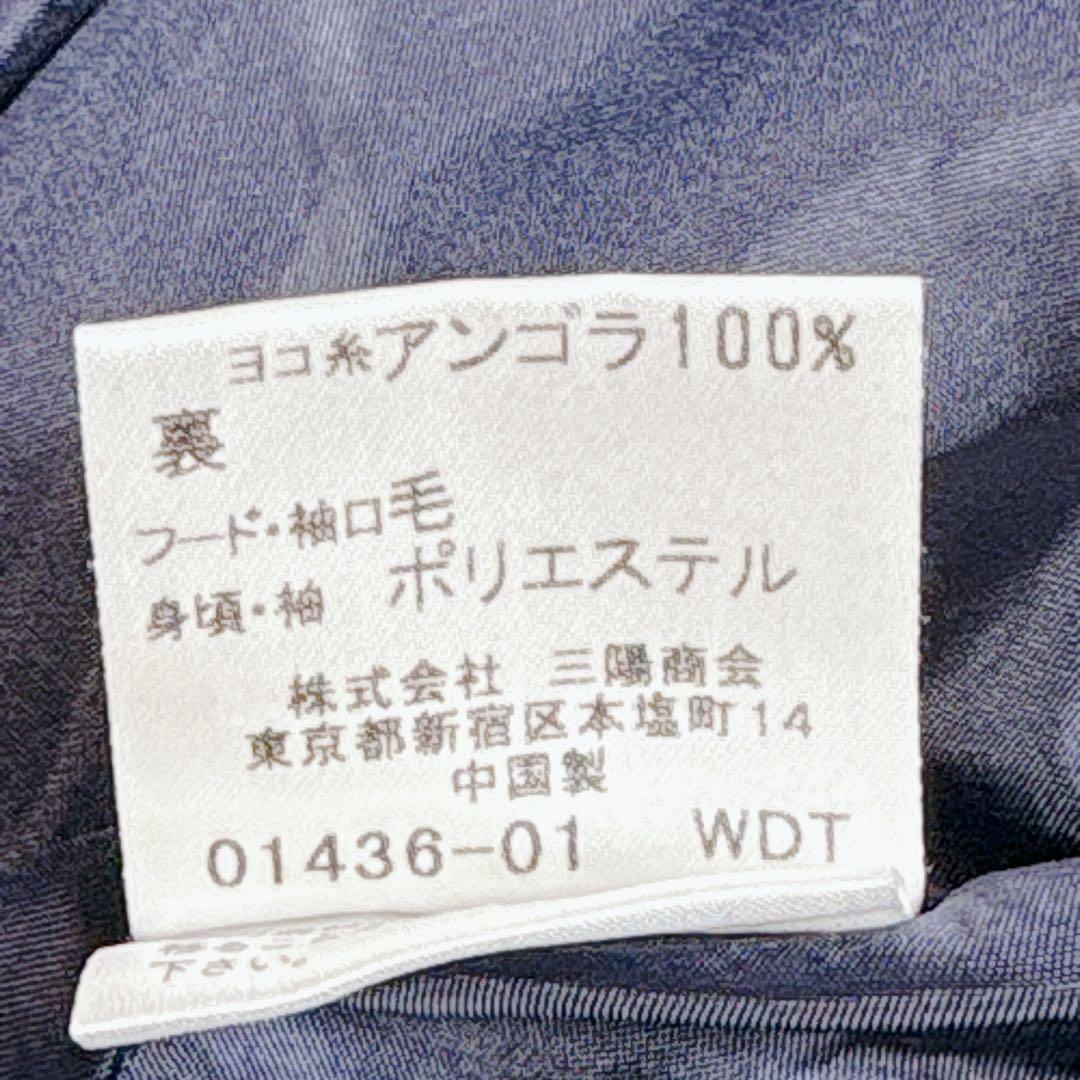 ヨコ糸アンゴラ100%
裏
フード・袖口毛
身頃・袖 ポリエステル
株式会社 三陽商会
東京都新宿区本塩町14
中国製
01436-01 WDT
下さい。